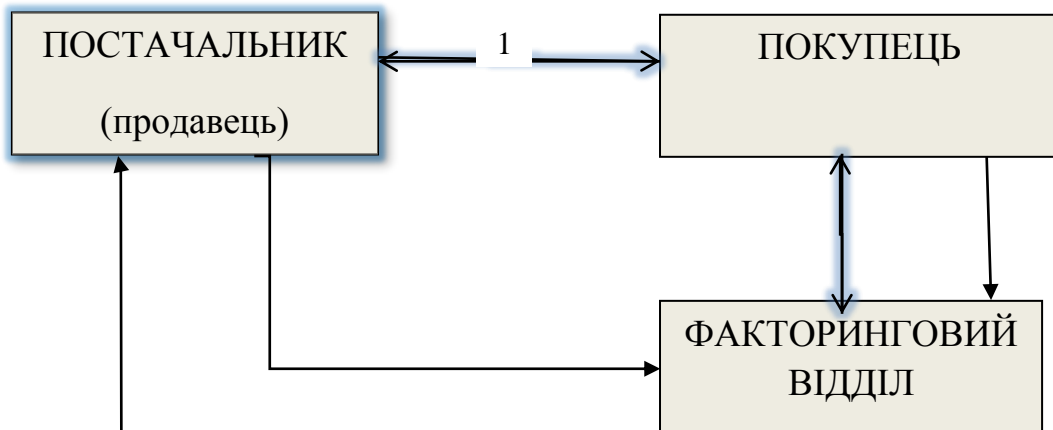 ПОСТАЧАЛЬНИК
(продавець)
1
ПОКУПЕЦЬ
ФАКТОРИНГОВИЙ
ВІДДІЛ